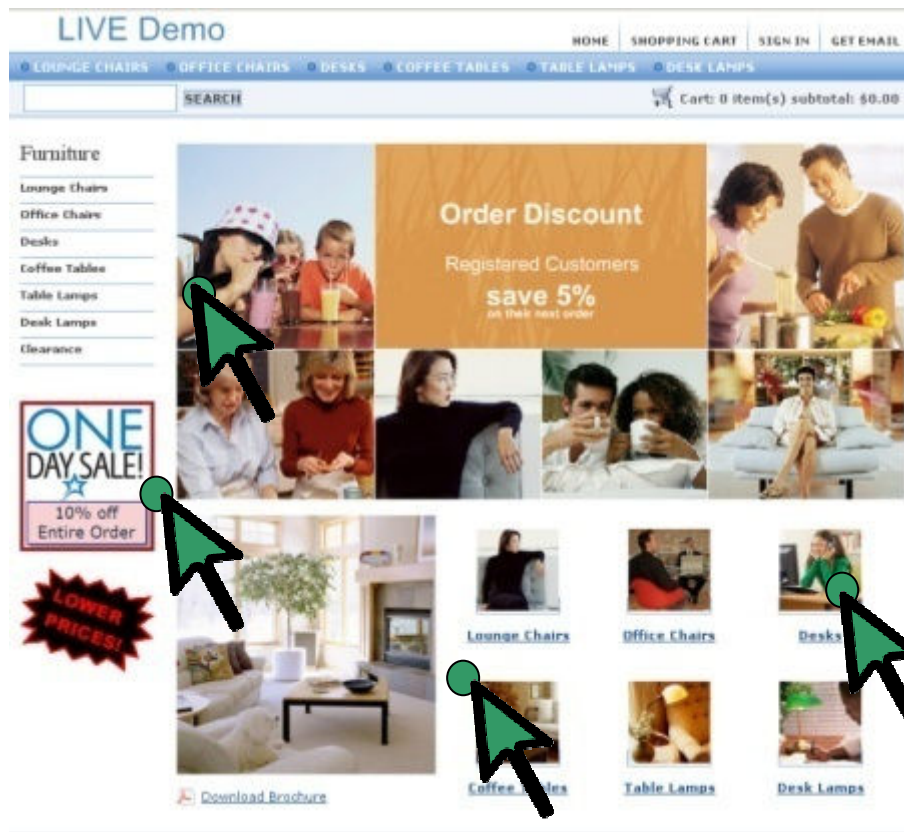 LIVE Demo
HOME SHOPPING CART SIGN IN GET EMAIL
LOUNGE CHAIRS OFFICE CHAIRS DESKS COFFEE TABLES TABLE LAMPS DESK LAMPS
SEARCH
Cart: 0 item(s) subtotal: $0.00
Furniture
Lounge Chairs
Office Chairs
Desks
Coffee Tables
Table Lamps
Desk Lamps
Clearance
Order Discount
Registared Customers
save 5%
on their next order
ONE
DAY SALE!
10% off
Entire Order
LOWER
PRICES!
Lounge Chairs
Office Chairs
Desks
Coffee Tables
Table Lamps
Desk Lamps
Download Brochure